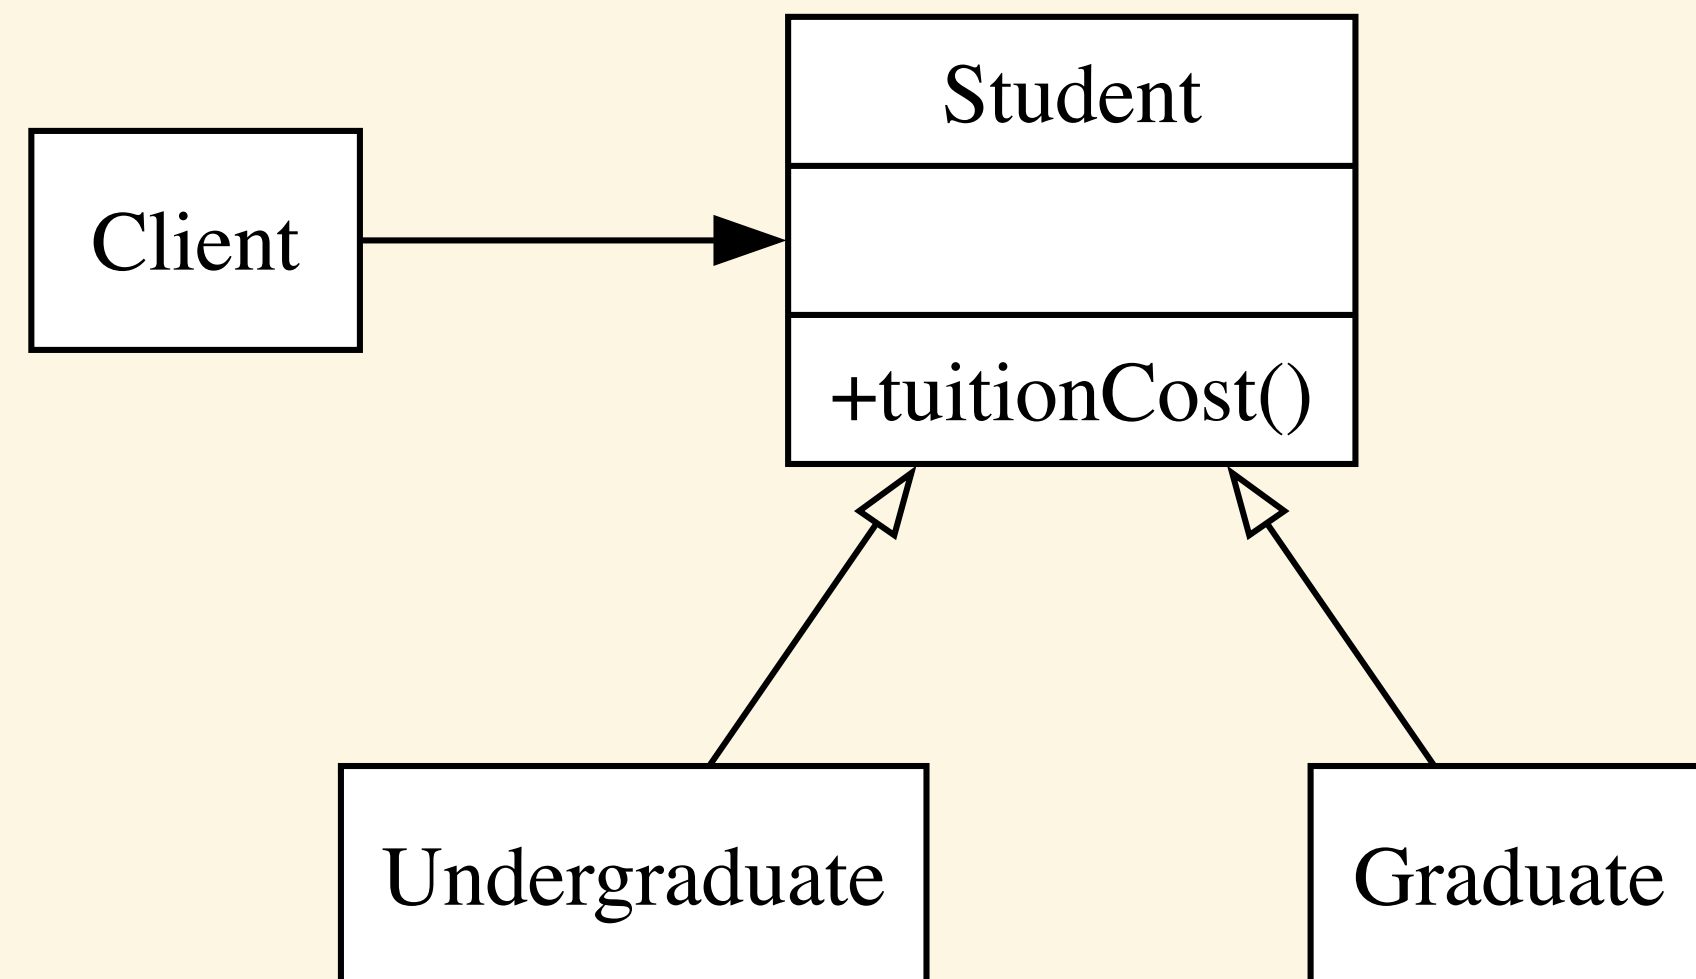 Student
Client
+tuitionCost()
Undergraduate
Graduate